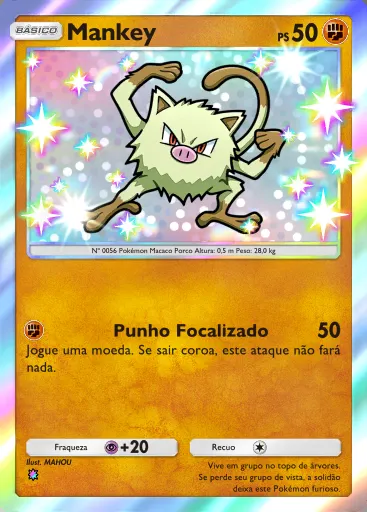 BÁSICO Mankey PS 50
Nº 0056 Pokémon Macaco Porco Altura: 0,5 m Peso: 28,0 kg
Punho Focalizado 50
Jogue uma moeda. Se sair coroa, este ataque não fará
nada.
Fraqueza +20 Recuo
Ilust. MAHOU
Vive em grupo no topo de árvores.
Se perde seu grupo de vista, a solidão
deixa este Pokémon furioso.